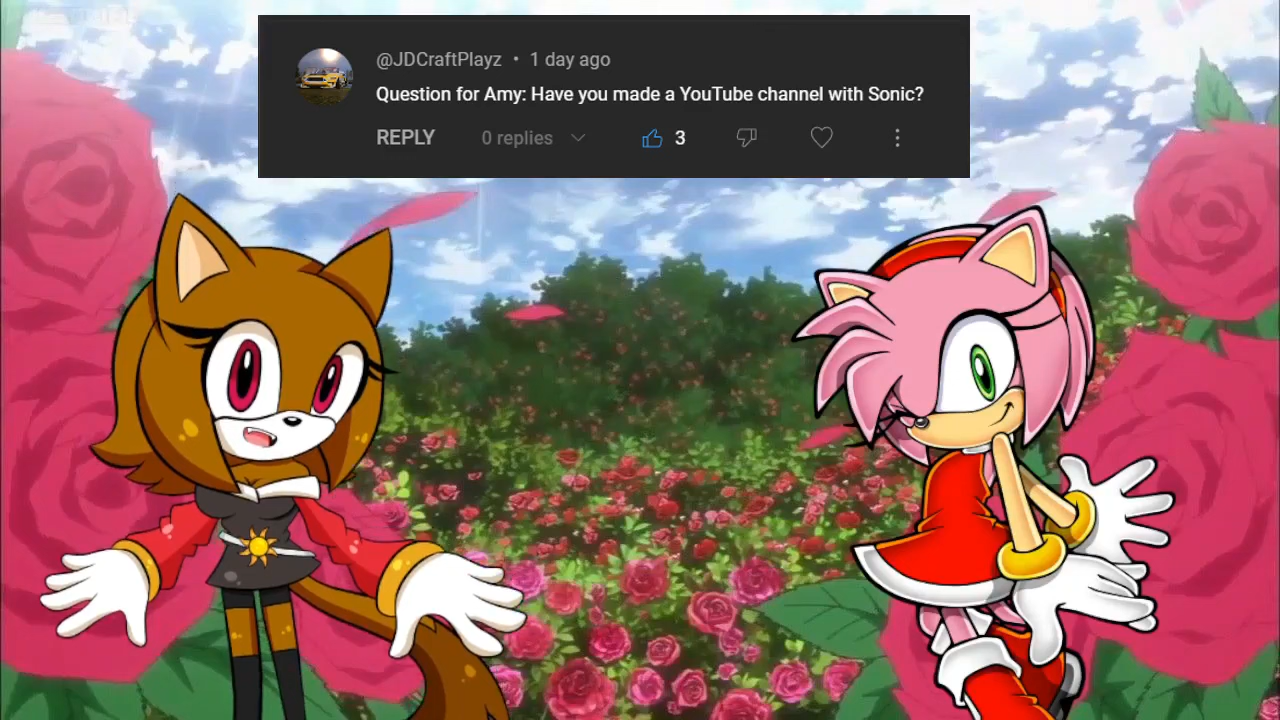 @JDCraftPlayz • 1 day ago
Question for Amy: Have you made a YouTube channel with Sonic?
REPLY 0 replies 3